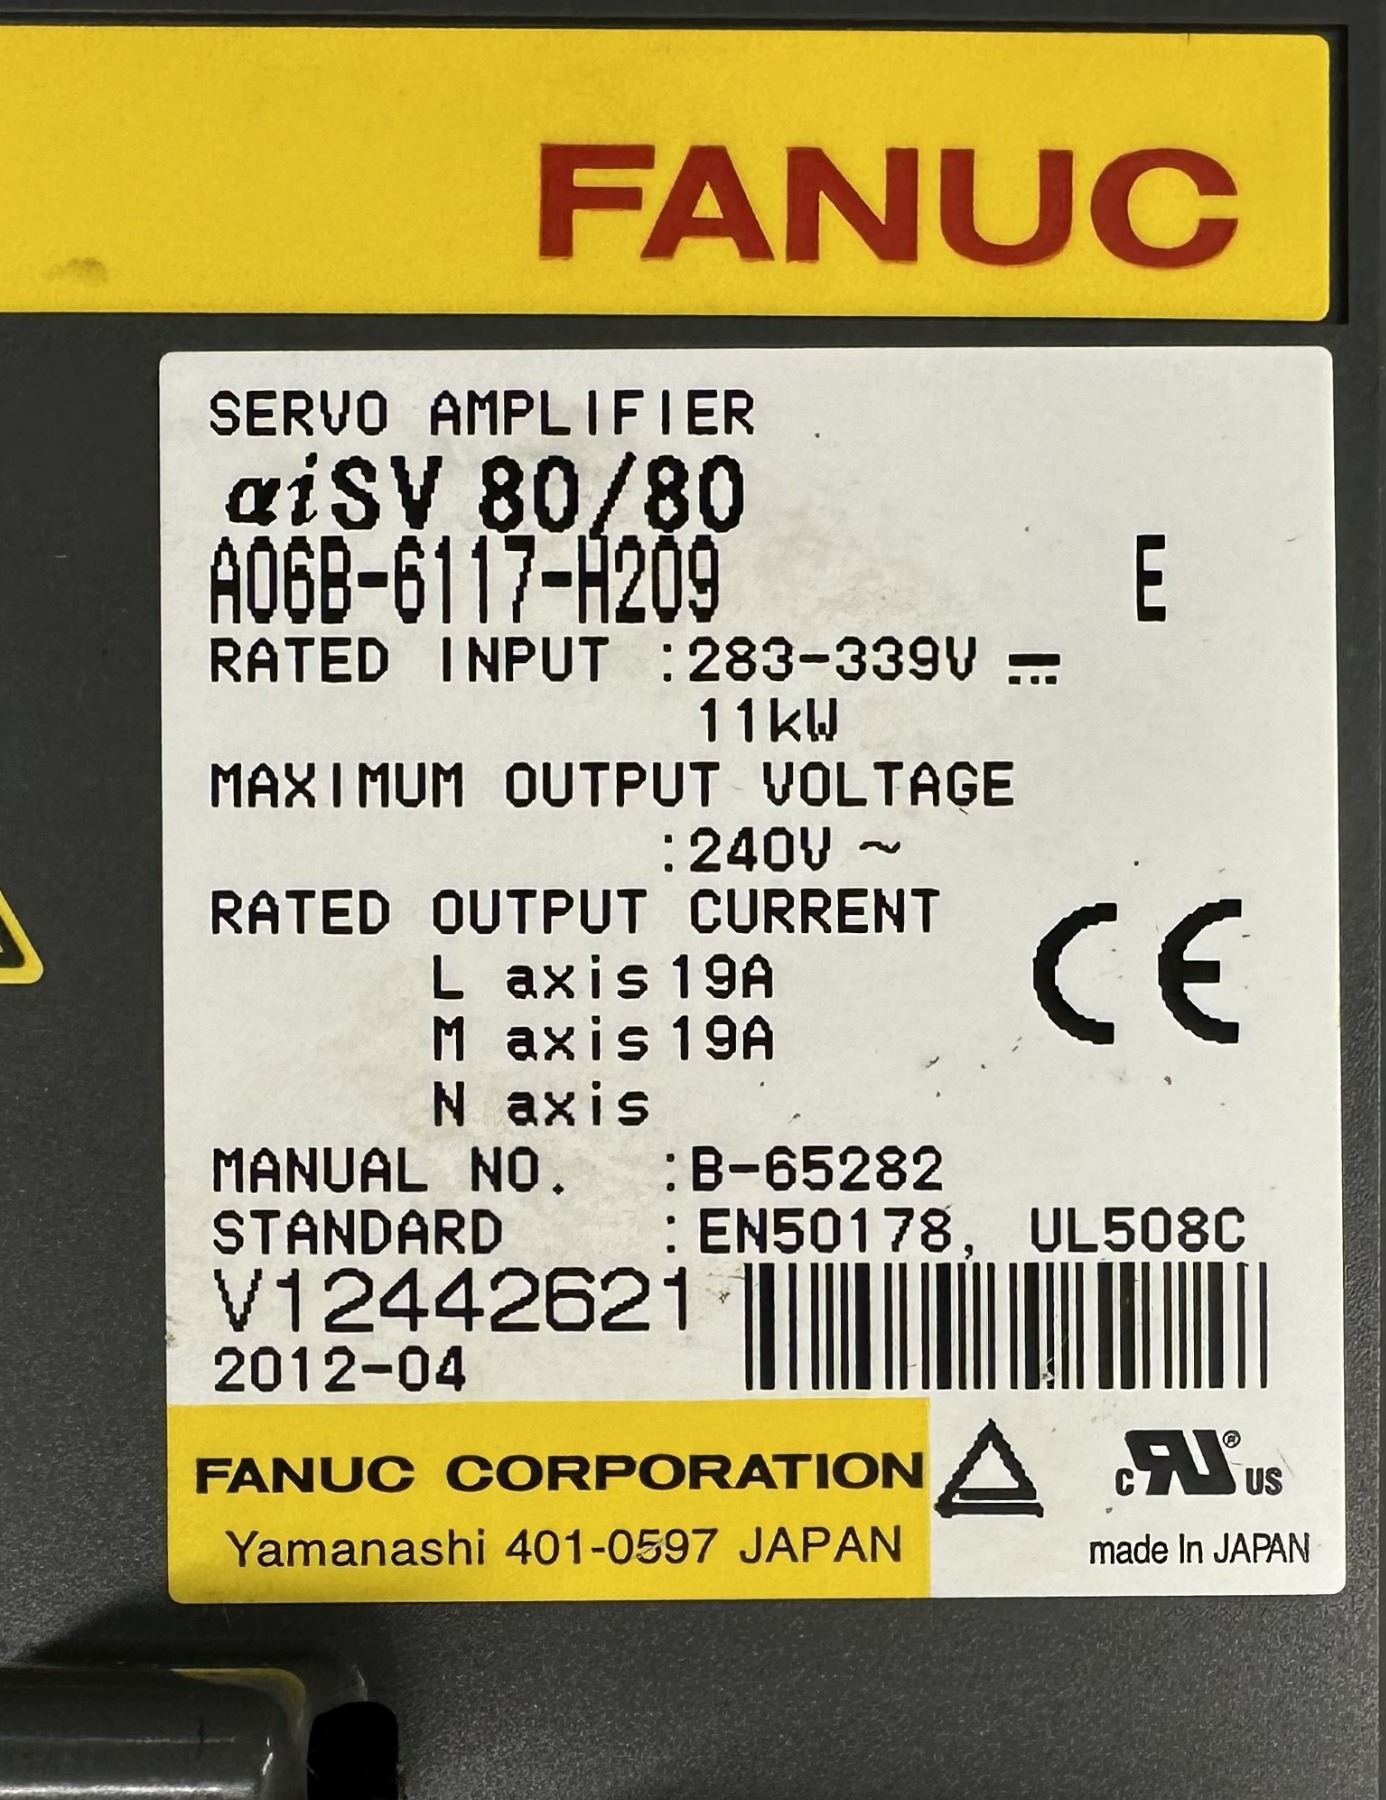 FANUC
SERVO AMPLIFIER
αiSV 80/80
A06B-6117-H209 E
RATED INPUT :283-339V ⎓
11kW
MAXIMUM OUTPUT VOLTAGE
:240V ~
RATED OUTPUT CURRENT
L axis 19A
M axis 19A
N axis
CE
MANUAL NO. :B-65282
STANDARD :EN50178, UL508C
V12442621
2012-04
FANUC CORPORATION
Yamanashi 401-0597 JAPAN
c RU ® US
made In JAPAN